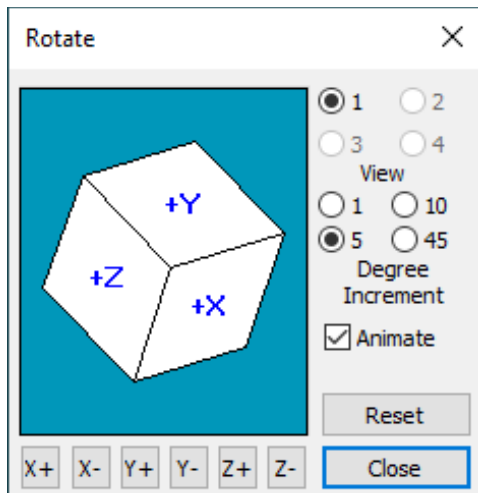 Rotate
1 2
3 4
View
1 10
5 45
Degree
Increment
Animate
+Y
+Z
+X
Reset
X+ X- Y+ Y- Z+ Z- Close